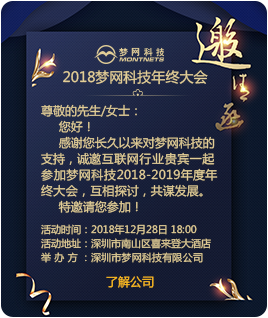 邀请函
梦网科技
MONTNETS
2018梦网科技年终大会
尊敬的先生/女士：
您好！
感谢您长久以来对梦网科技的
支持，诚邀互联网行业贵宾一起
参加梦网科技2018-2019年度年
终大会，互相探讨，共谋发展。
特邀请您参加！
活动时间：2018年12月28日 18:00
活动地址：深圳市南山区喜来登大酒店
举 办 方 ：深圳市梦网科技有限公司
了解公司